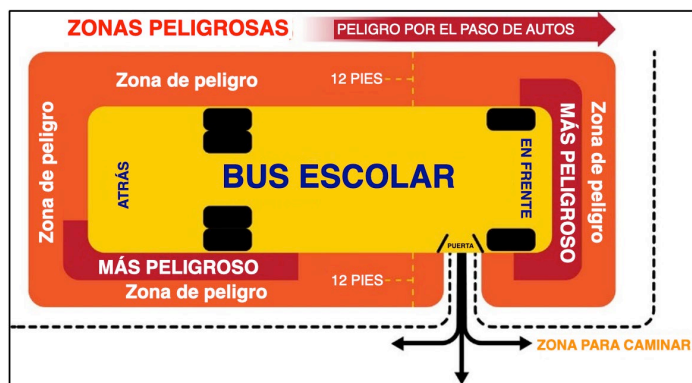 ZONAS PELIGROSAS
PELIGRO POR EL PASO DE AUTOS
Zona de peligro
12 PIES
Zona de peligro
ATRÁS
BUS ESCOLAR
EN FRENTE
MÁS PELIGROSO
Zona de peligro
PUERTA
MÁS PELIGROSO
12 PIES
Zona de peligro
ZONA PARA CAMINAR